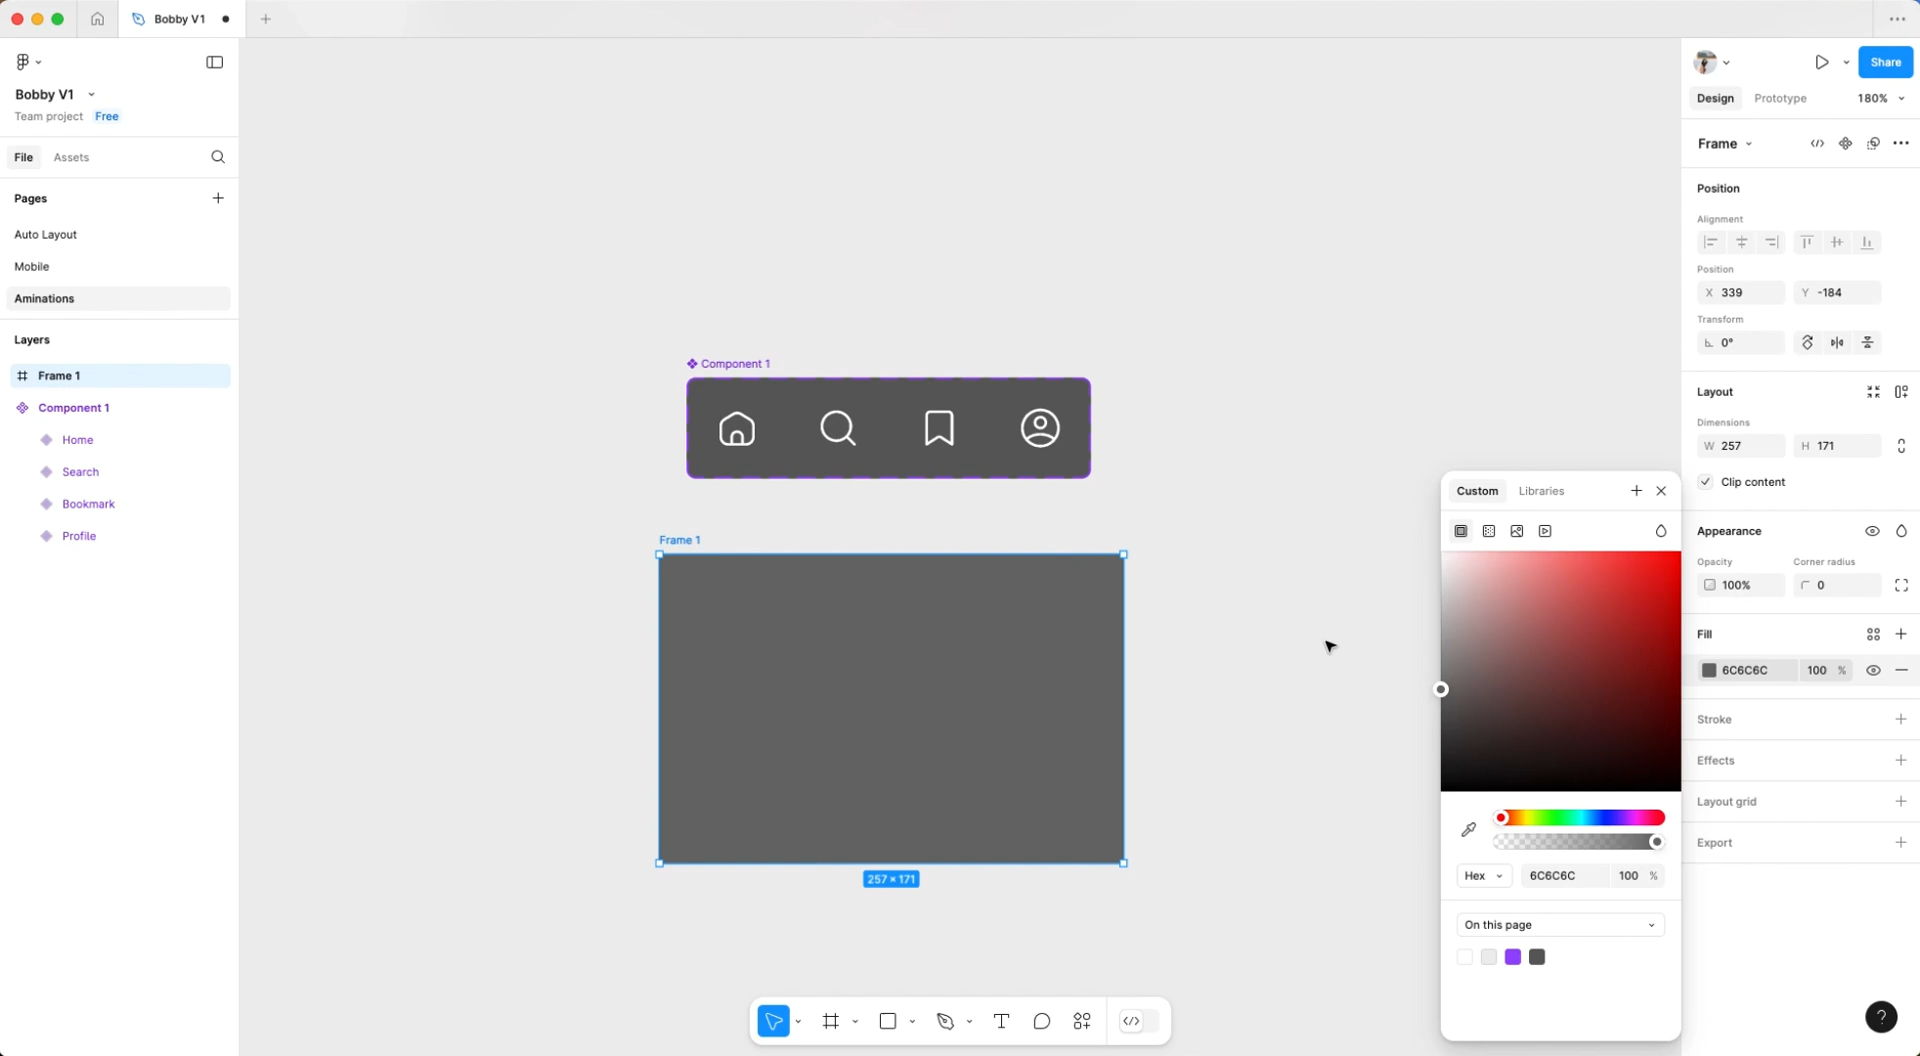 Bobby V1
Bobby V1
Team project Free
File Assets
Pages
Auto Layout
Mobile
Aminations
Layers
Frame 1
Component 1
Home
Search
Bookmark
Profile
Component 1
Frame 1
257 × 171
Custom Libraries
Hex 6C6C6C 100 %
On this page
Share
Design Prototype 180%
Frame
Position
Alignment
Position
X 339 Y -184
Transform
0°
Layout
Dimensions
W 257 H 171
Clip content
Appearance
Opacity Corner radius
100% 0
Fill
6C6C6C 100 %
Stroke
Effects
Layout grid
Export
?